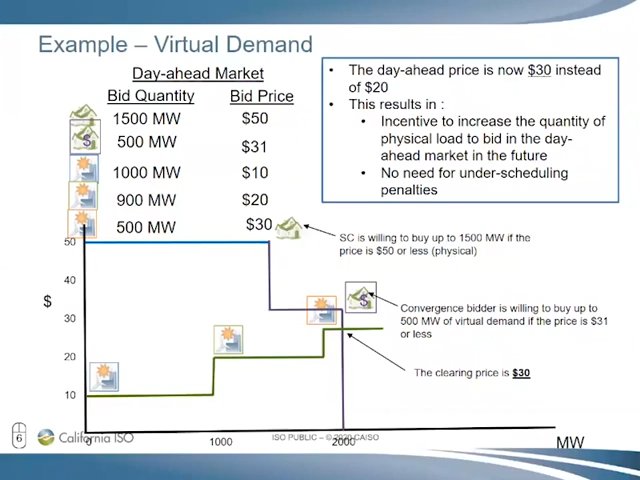 Example – Virtual Demand
Day-ahead Market
Bid Quantity Bid Price
1500 MW $50
$ 500 MW $31
1000 MW $10
900 MW $20
500 MW $30
• The day-ahead price is now $30 instead
of $20
• This results in :
• Incentive to increase the quantity of
physical load to bid in the day-
ahead market in the future
• No need for under-scheduling
penalties
SC is willing to buy up to 1500 MW if the
price is $50 or less (physical)
$
Convergence bidder is willing to buy up to
500 MW of virtual demand if the price is $31
or less
The clearing price is $30
50
40
$
30
20
10
0 1000 2000 MW
6
California ISO
ISO PUBLIC – © 2020 CAISO